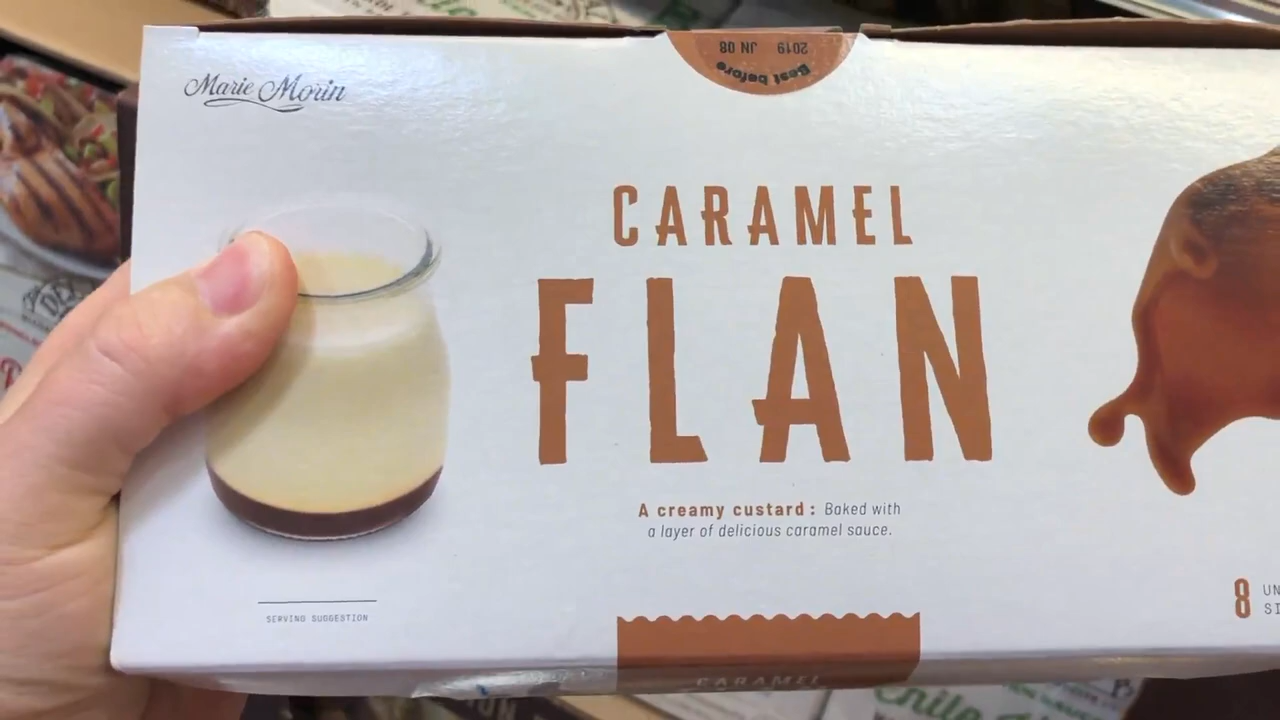 Marie Morin
2019 JN 08
Best before
CARAMEL
FLAN
A creamy custard : Baked with
a layer of delicious caramel sauce.
8
SERVING SUGGESTION
CARAMEL